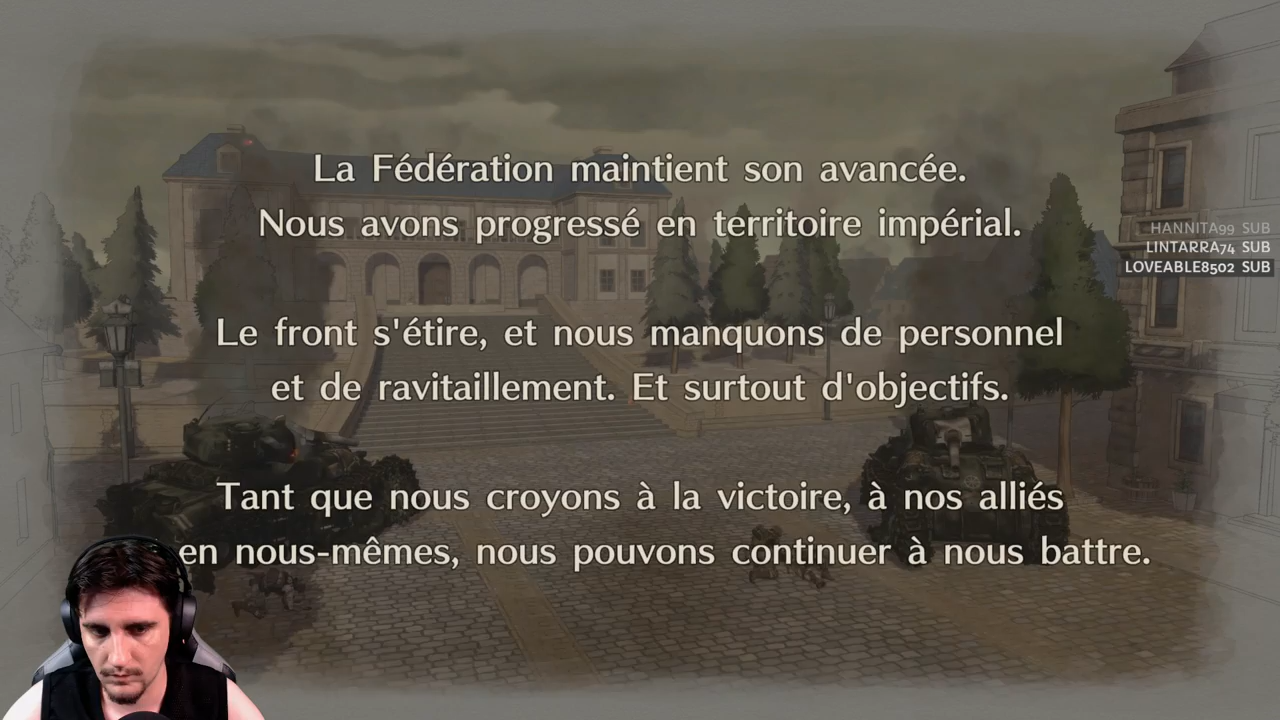 La Fédération maintient son avancée.
Nous avons progressé en territoire impérial.
Le front s'étire, et nous manquons de personnel
et de ravitaillement. Et surtout d'objectifs.
Tant que nous croyons à la victoire, à nos alliés
en nous-mêmes, nous pouvons continuer à nous battre.
HANNITA99 SUB
LINTARRA74 SUB
LOVEABLE8502 SUB